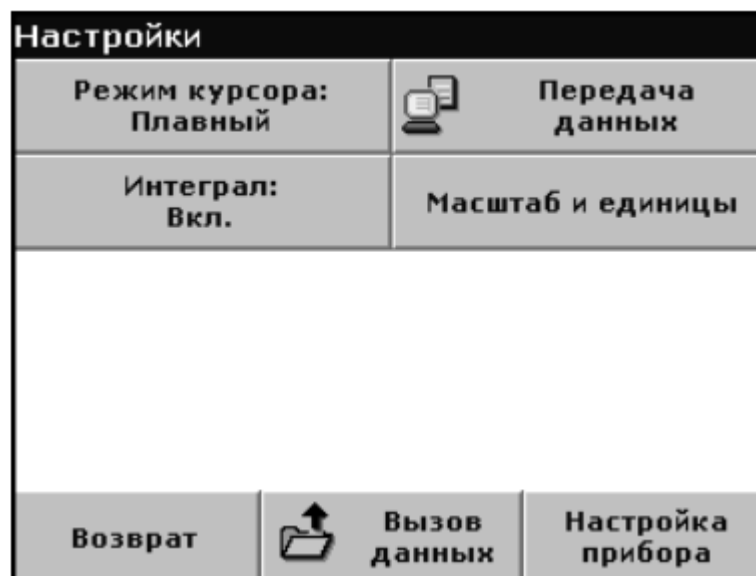 Настройки
Режим курсора:
Плавный
Передача
данных
Интеграл:
Вкл.
Масштаб и единицы
Возврат
Вызов
данных
Настройка
прибора